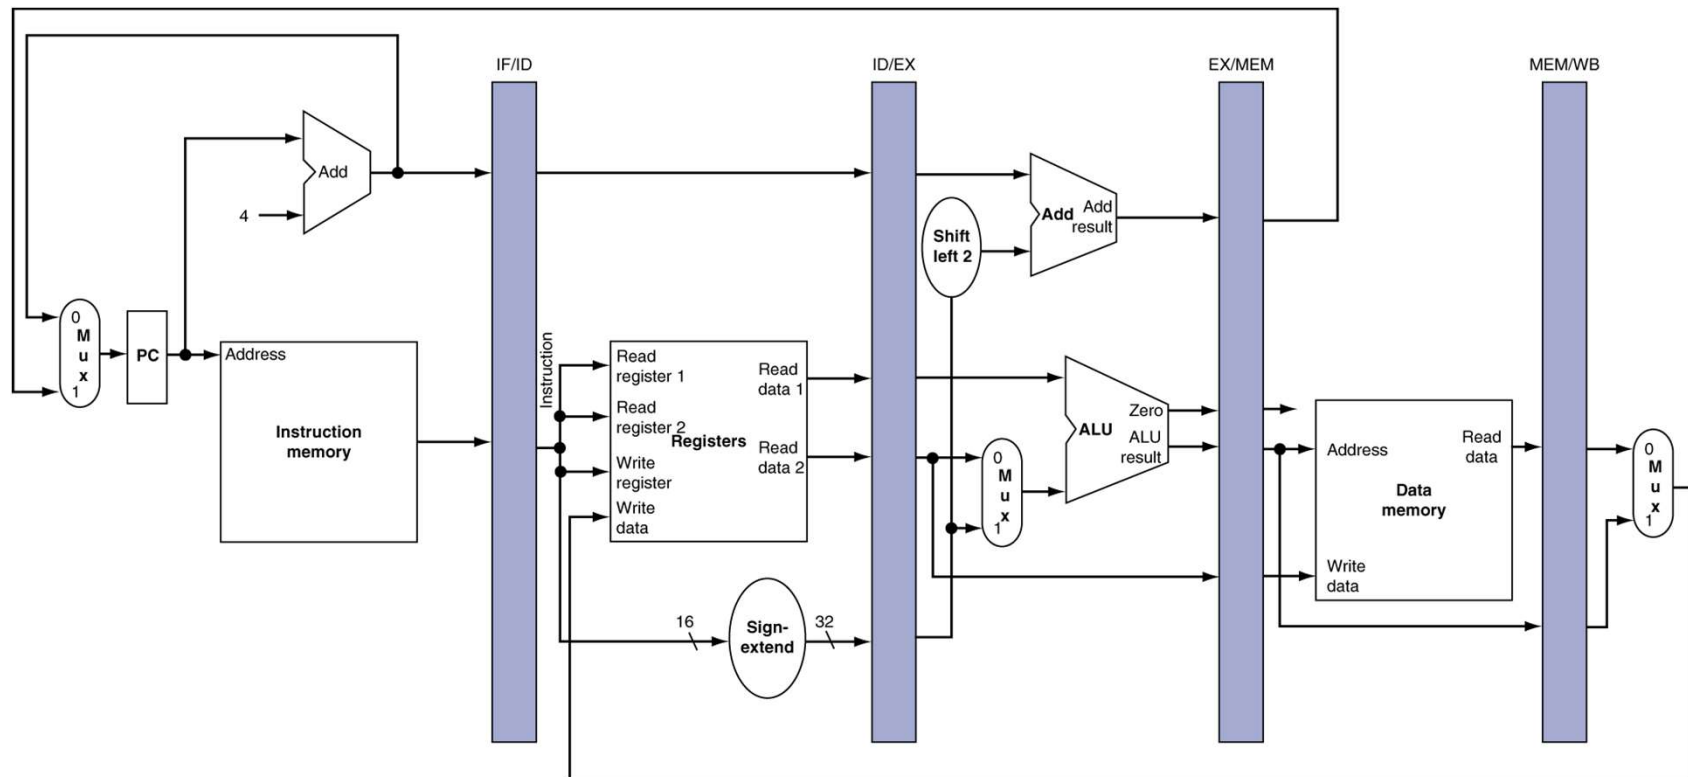 IF/ID
ID/EX
EX/MEM
MEM/WB
Add
4
Add
Add
result
Shift
left 2
0
M
u
x
1
PC
Address
Instruction
memory
Instruction
Read
register 1
Read
register 2
Registers
Write
register
Write
data
Read
data 1
Read
data 2
16
Sign-
extend
32
0
M
u
x
1
ALU
Zero
ALU
result
Address
Read
data
Data
memory
Write
data
0
M
u
x
1